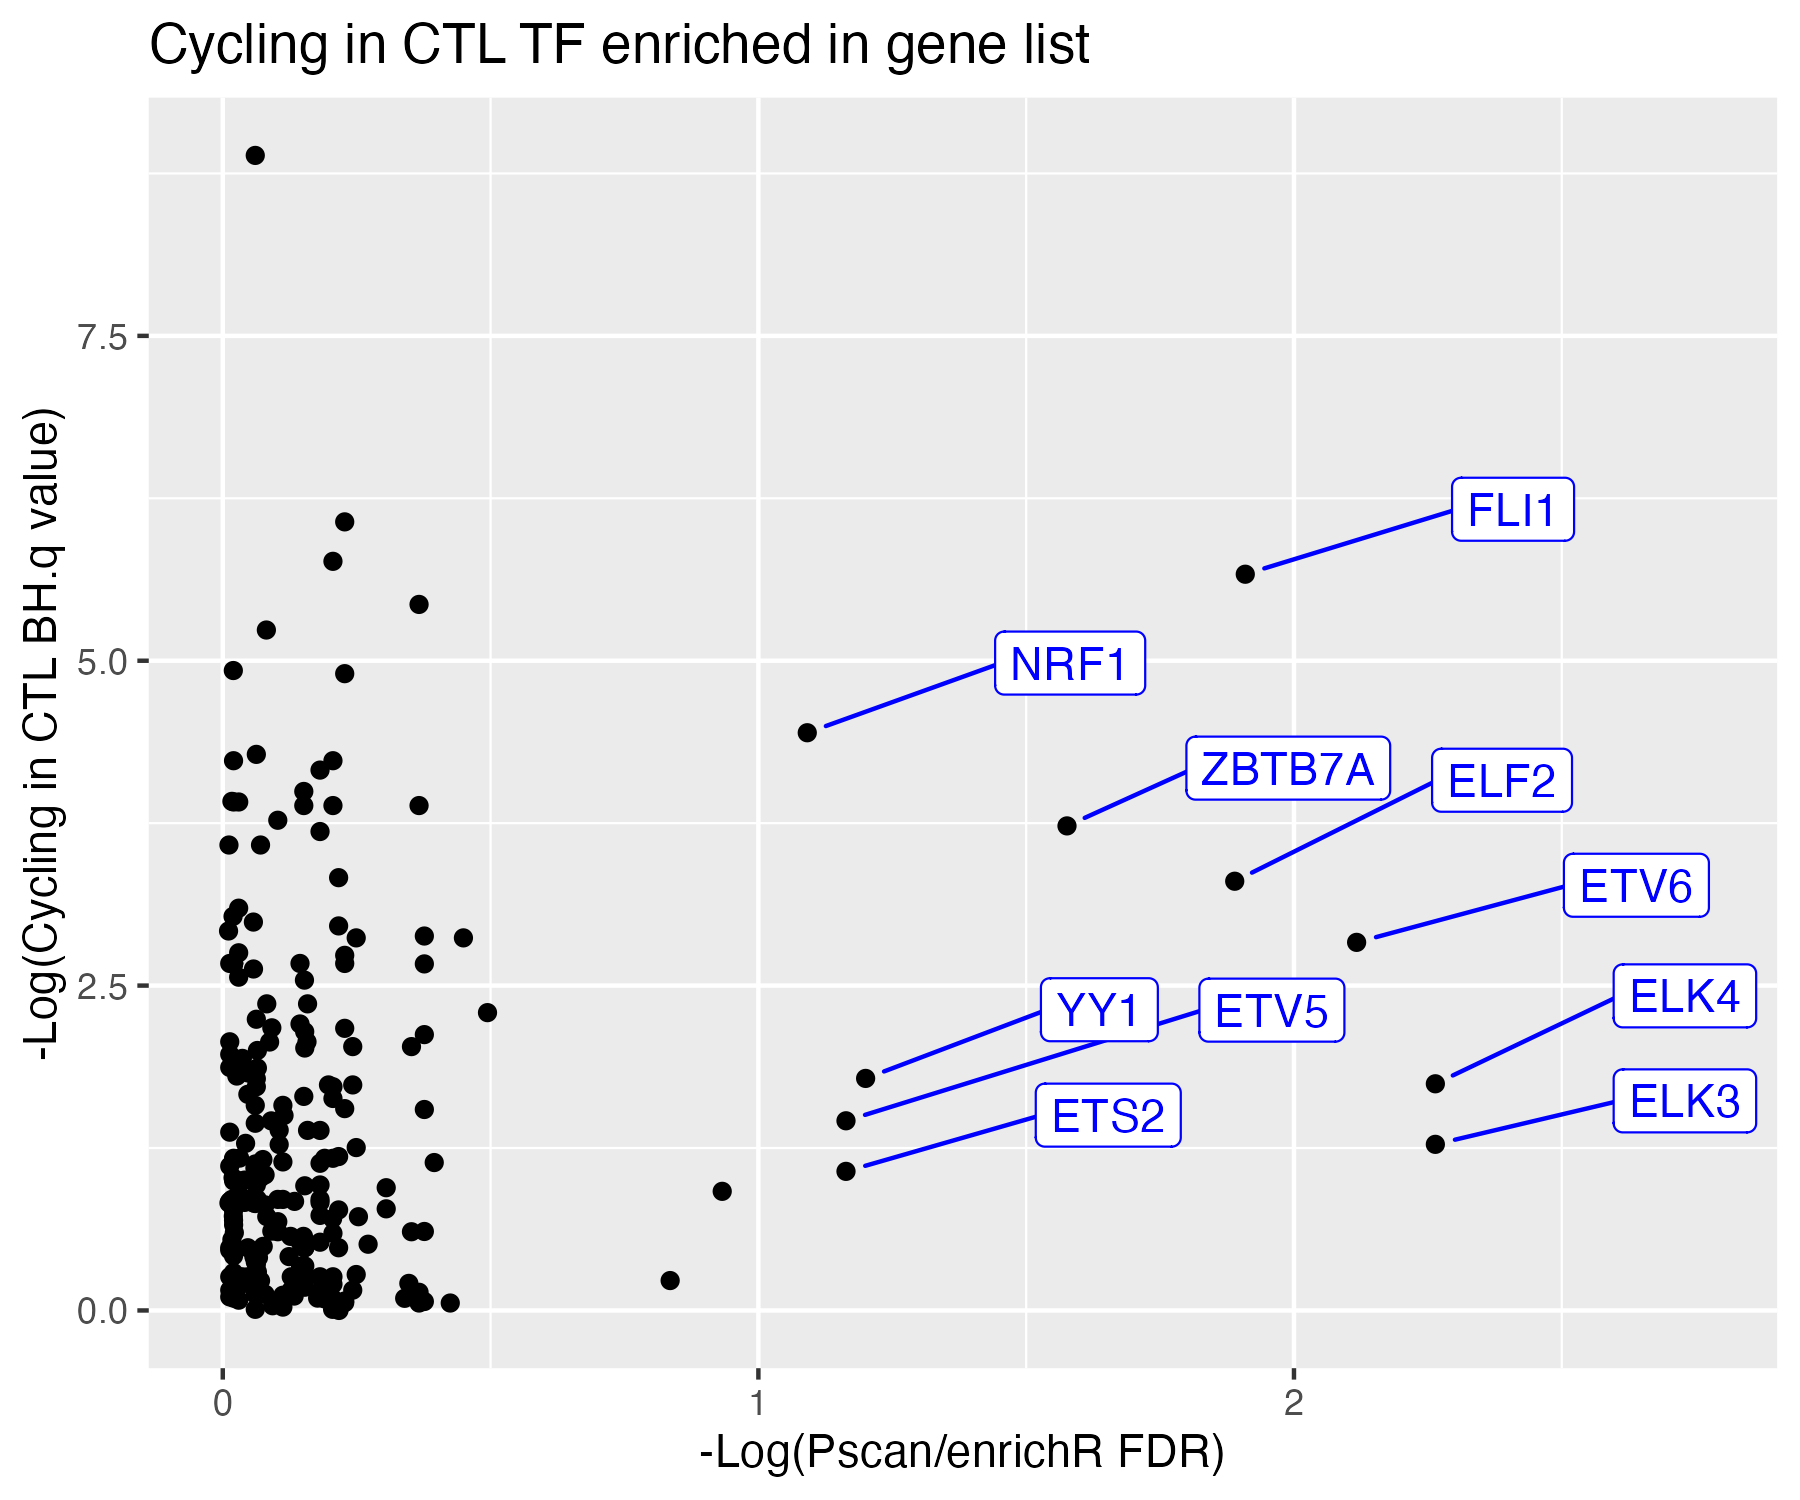 Cycling in CTL TF enriched in gene list
-Log(Cycling in CTL BH.q value)
7.5
5.0
2.5
0.0
FLI1
NRF1
ZBTB7A
ELF2
ETV6
YY1
ETV5
ELK4
ETS2
ELK3
0
1
2
-Log(Pscan/enrichR FDR)